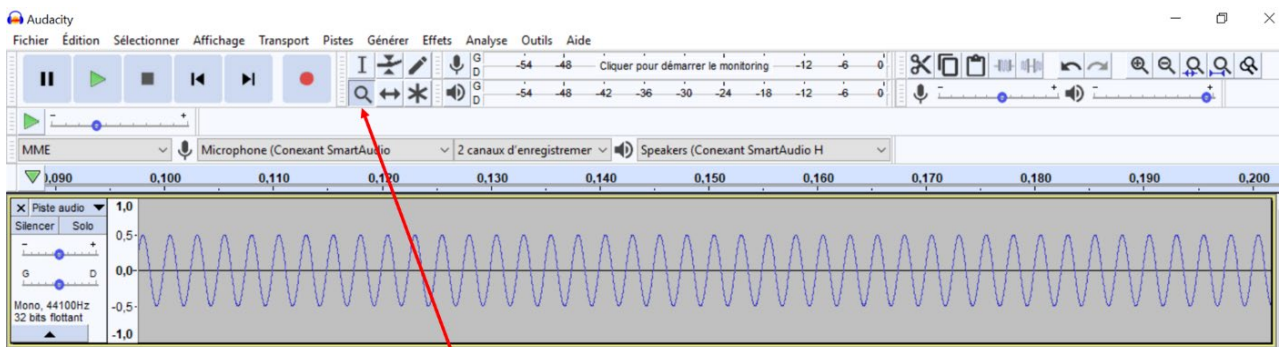 Audacity
Fichier Édition Sélectionner Affichage Transport Pistes Générer Effets Analyse Outils Aide
G
D
-54 -48 Cliquer pour démarrer le monitoring -12 -6 0
G
D
-54 -48 -42 -36 -30 -24 -18 -12 -6 0
MME Microphone (Conexant SmartAudio 2 canaux d'enregistremer Speakers (Conexant SmartAudio H
0,100 0,110 0,120 0,130 0,140 0,150 0,160 0,170 0,180 0,190 0,200
Piste audio
Silencer Solo
- +
G D
Mono, 44100Hz
32 bits flottant
1,0
0,5
0,0
-0,5
-1,0